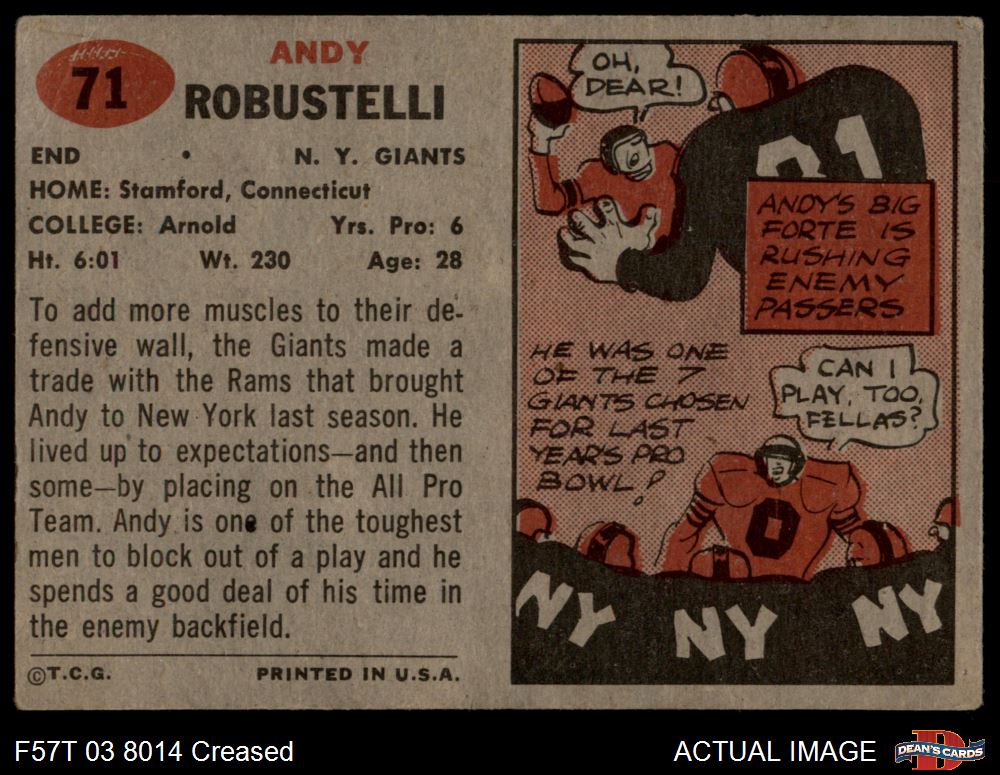 71
ANDY
ROBUSTELLI
END • N. Y. GIANTS
HOME: Stamford, Connecticut
COLLEGE: Arnold Yrs. Pro: 6
Ht. 6:01 Wt. 230 Age: 28
To add more muscles to their de-
fensive wall, the Giants made a
trade with the Rams that brought
Andy to New York last season. He
lived up to expectations—and then
some—by placing on the All Pro
Team. Andy is one of the toughest
men to block out of a play and he
spends a good deal of his time in
the enemy backfield.
©T.C.G. PRINTED IN U.S.A.
OH,
DEAR!
81
ANDY'S BIG
FORTE IS
RUSHING
ENEMY
PASSERS
HE WAS ONE
OF THE 7
GIANTS CHOSEN
FOR LAST
YEAR'S PRO
BOWL!
CAN I
PLAY, TOO,
FELLAS?
0
NY NY NY
F57T 03 8014 Creased
ACTUAL IMAGE
D
DEAN'S CARDS